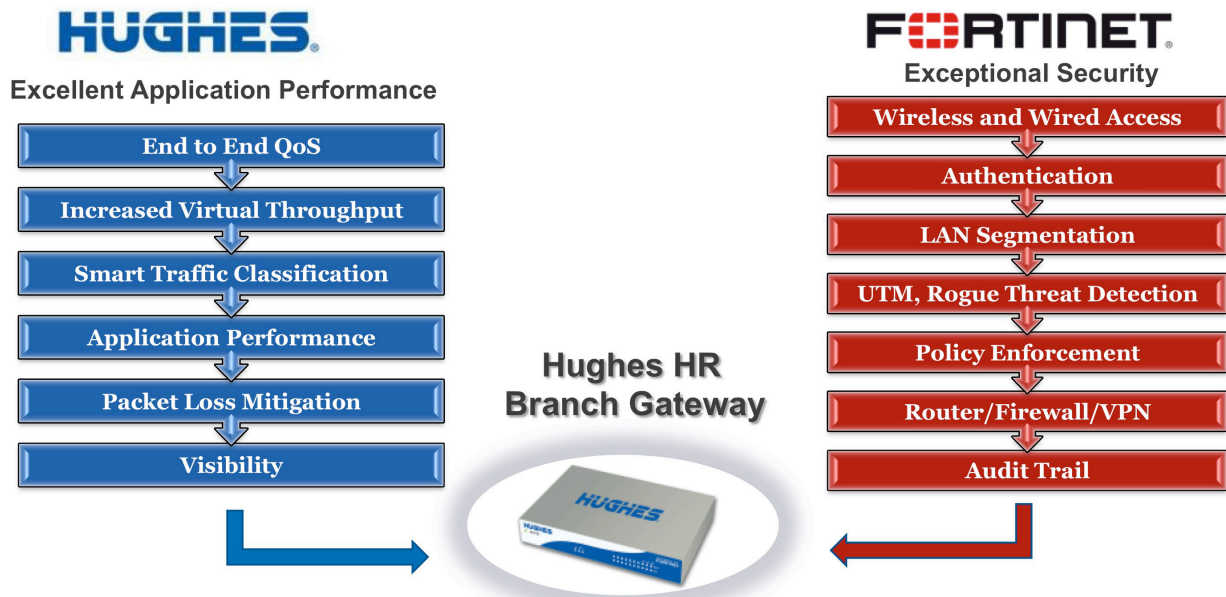 HUGHES®
Excellent Application Performance
End to End QoS
Increased Virtual Throughput
Smart Traffic Classification
Application Performance
Packet Loss Mitigation
Visibility
FORTINET®
Exceptional Security
Wireless and Wired Access
Authentication
LAN Segmentation
UTM, Rogue Threat Detection
Policy Enforcement
Router/Firewall/VPN
Audit Trail
Hughes HR
Branch Gateway
HUGHES
HUGHES